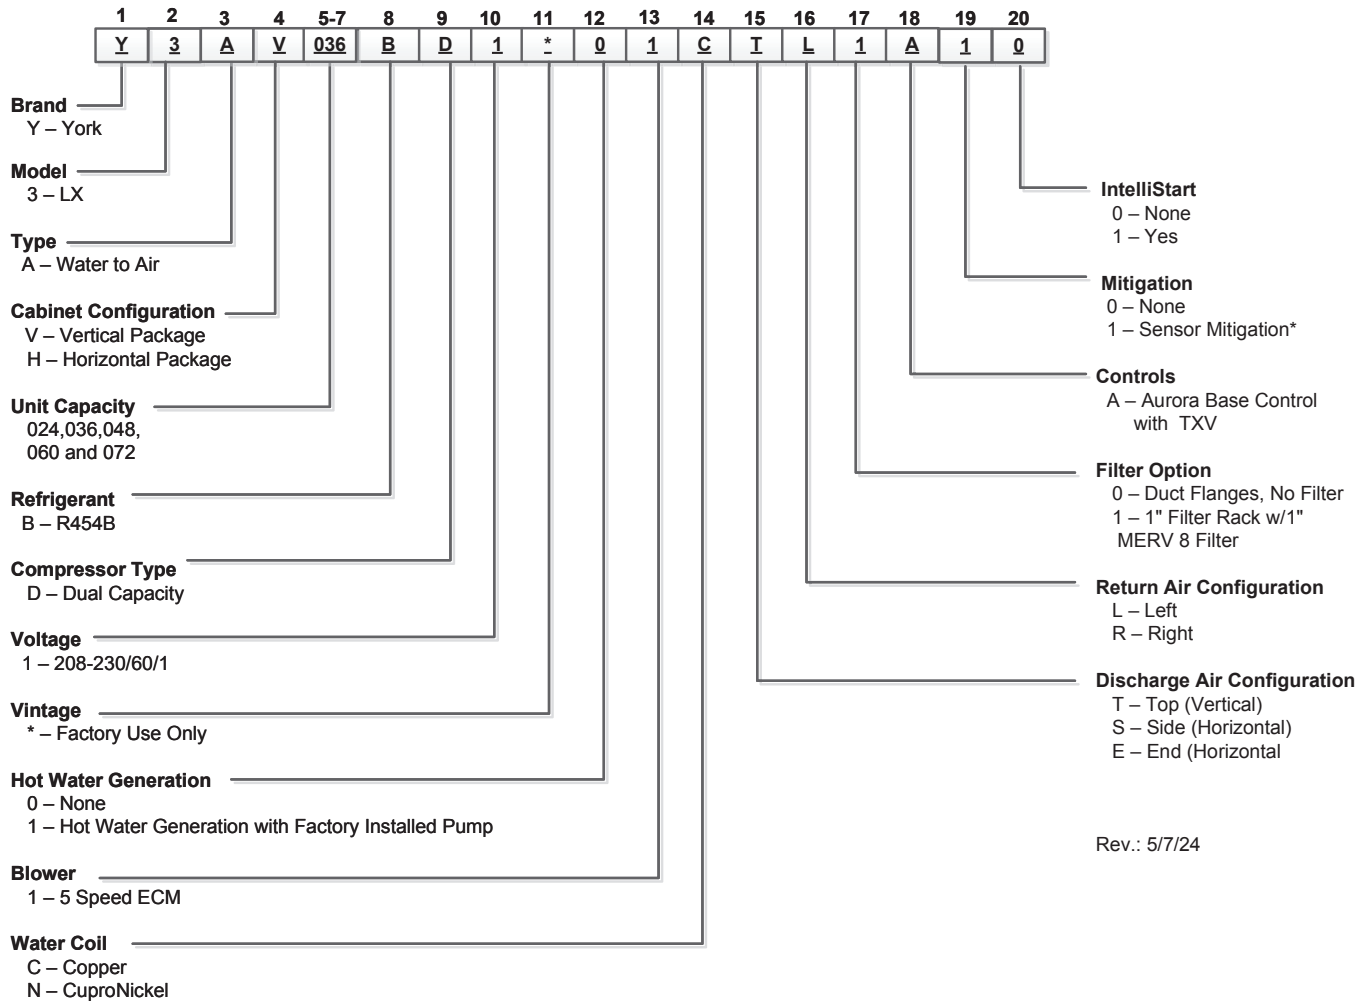 1 2 3 4 5-7 8 9 10 11 12 13 14 15 16 17 18 19 20
Y 3 A V 036 B D 1 * 0 1 C T L 1 A 1 0
Brand
Y – York
Model
3 – LX
Type
A – Water to Air
Cabinet Configuration
V – Vertical Package
H – Horizontal Package
Unit Capacity
024,036,048,
060 and 072
Refrigerant
B – R454B
Compressor Type
D – Dual Capacity
Voltage
1 – 208-230/60/1
Vintage
* – Factory Use Only
Hot Water Generation
0 – None
1 – Hot Water Generation with Factory Installed Pump
Blower
1 – 5 Speed ECM
Water Coil
C – Copper
N – CuproNickel
IntelliStart
0 – None
1 – Yes
Mitigation
0 – None
1 – Sensor Mitigation*
Controls
A – Aurora Base Control
with TXV
Filter Option
0 – Duct Flanges, No Filter
1 – 1" Filter Rack w/1"
MERV 8 Filter
Return Air Configuration
L – Left
R – Right
Discharge Air Configuration
T – Top (Vertical)
S – Side (Horizontal)
E – End (Horizontal
Rev.: 5/7/24